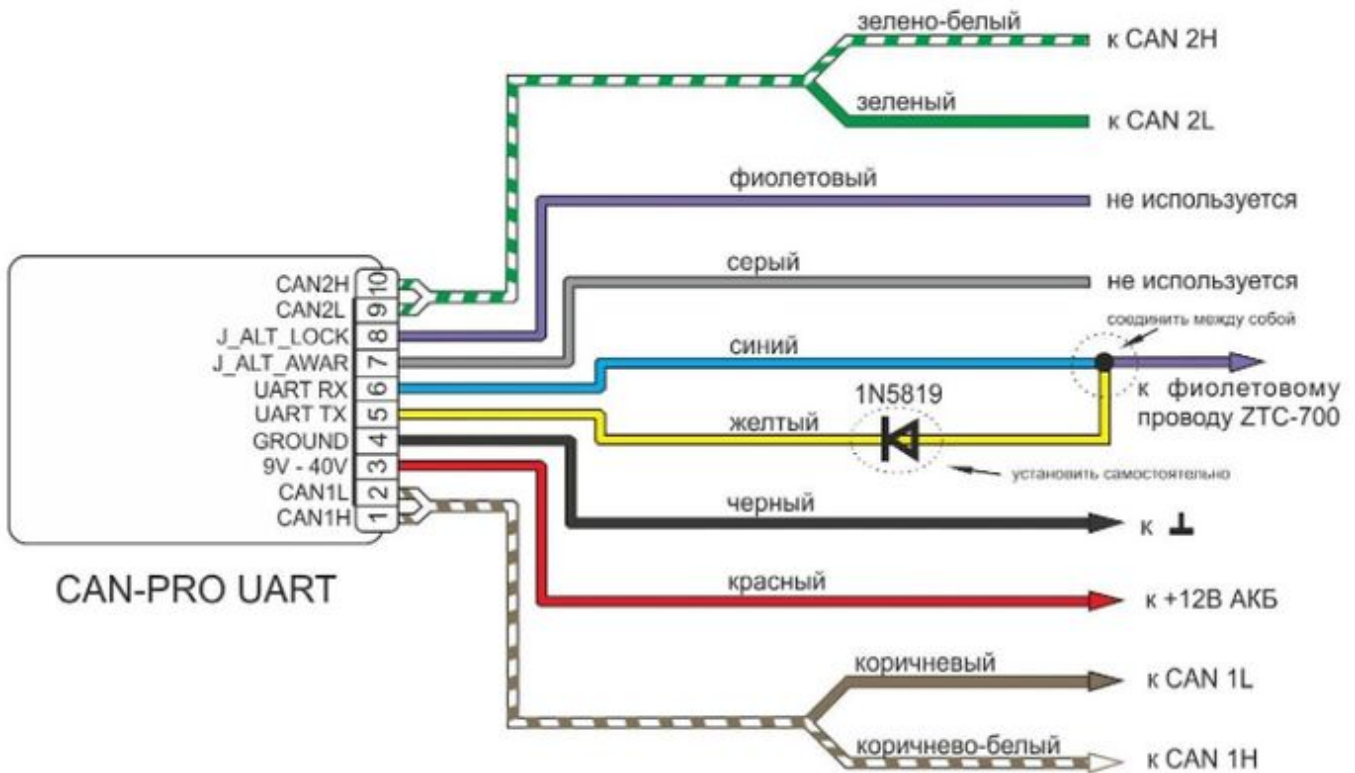 зелено-белый
к CAN 2H
зеленый
к CAN 2L
фиолетовый
не используется
серый
не используется
соединить между собой
синий
к фиолетовому
проводу ZTC-700
1N5819
желтый
установить самостоятельно
черный
к
красный
к +12В АКБ
коричневый
к CAN 1L
коричнево-белый
к CAN 1H
CAN2H 10
CAN2L 9
J_ALT_LOCK 8
J_ALT_AWAR 7
UART RX 6
UART TX 5
GROUND 4
9V - 40V 3
CAN1L 2
CAN1H 1
CAN-PRO UART